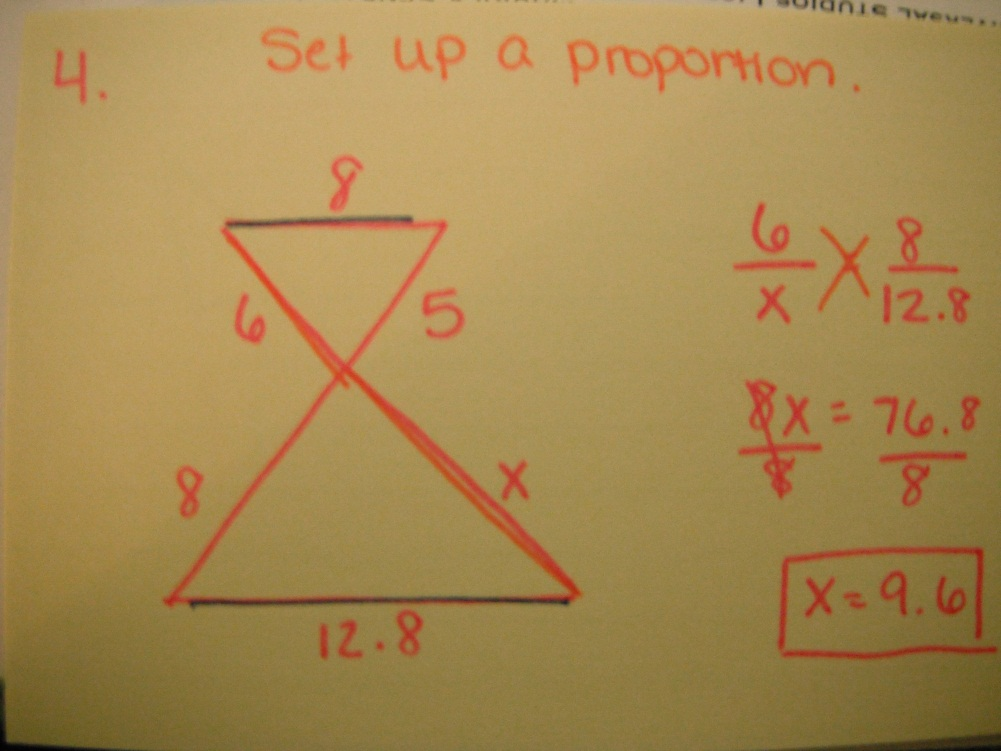 4. Set up a proportion.
8
6
5
8
x
12.8
6/x 8/12.8
8x/8 = 76.8/8
x = 9.6